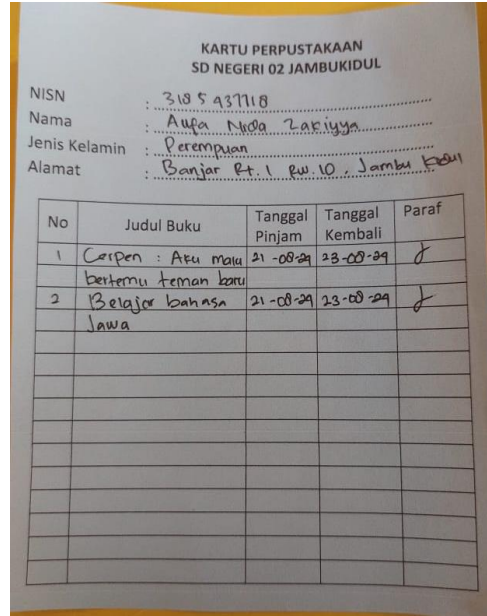 KARTU PERPUSTAKAAN
SD NEGERI 02 JAMBUKIDUL
NISN : 3185937718
Nama : Aufa Nida Zakiyya
Jenis Kelamin : Perempuan
Alamat : Banjar Rt. 1 Rw. 10, Jambu Kidul
No Judul Buku Tanggal Pinjam Tanggal Kembali Paraf
1 Cerpen : Aku malu 21-08-24 23-08-24
bertemu teman baru
2 Belajar bahasa 21-08-24 23-08-24
Jawa